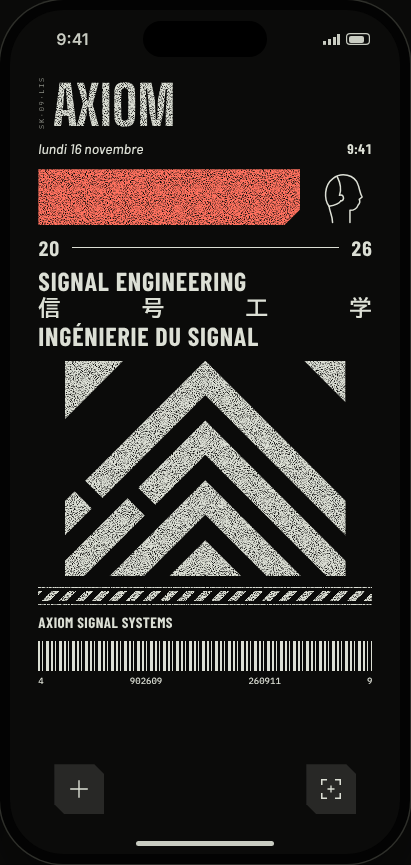 9:41
SK·09·LIS
AXIOM
lundi 16 novembre 9:41
20 26
SIGNAL ENGINEERING
信号工学
INGÉNIERIE DU SIGNAL
AXIOM SIGNAL SYSTEMS
4 902609 260911 9